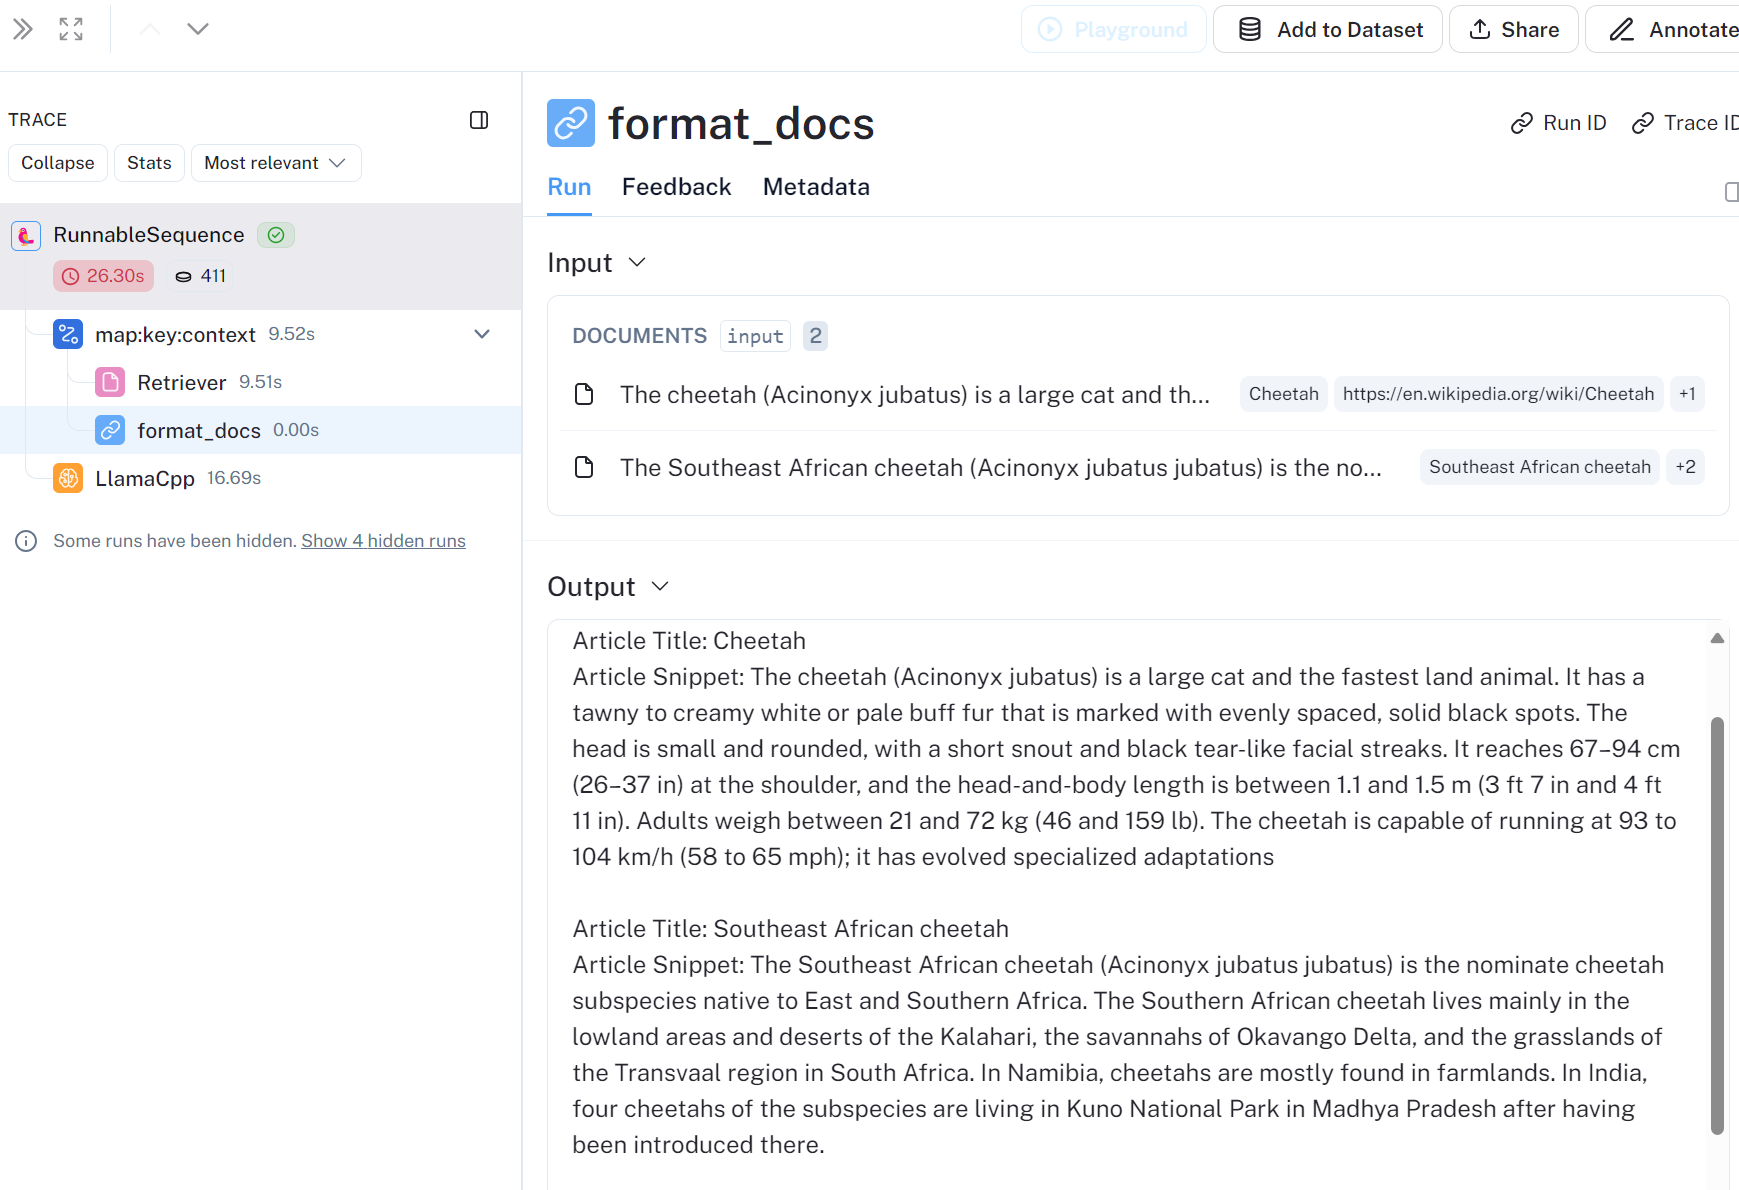 Playground
Add to Dataset
Share
Annotate
TRACE
Collapse
Stats
Most relevant
RunnableSequence
26.30s
411
map:key:context 9.52s
Retriever 9.51s
format_docs 0.00s
LlamaCpp 16.69s
Some runs have been hidden. Show 4 hidden runs
format_docs
Run ID
Trace ID
Run
Feedback
Metadata
Input
DOCUMENTS input 2
The cheetah (Acinonyx jubatus) is a large cat and th... Cheetah https://en.wikipedia.org/wiki/Cheetah +1
The Southeast African cheetah (Acinonyx jubatus jubatus) is the no... Southeast African cheetah +2
Output
Article Title: Cheetah
Article Snippet: The cheetah (Acinonyx jubatus) is a large cat and the fastest land animal. It has a
tawny to creamy white or pale buff fur that is marked with evenly spaced, solid black spots. The
head is small and rounded, with a short snout and black tear-like facial streaks. It reaches 67–94 cm
(26–37 in) at the shoulder, and the head-and-body length is between 1.1 and 1.5 m (3 ft 7 in and 4 ft
11 in). Adults weigh between 21 and 72 kg (46 and 159 lb). The cheetah is capable of running at 93 to
104 km/h (58 to 65 mph); it has evolved specialized adaptations
Article Title: Southeast African cheetah
Article Snippet: The Southeast African cheetah (Acinonyx jubatus jubatus) is the nominate cheetah
subspecies native to East and Southern Africa. The Southern African cheetah lives mainly in the
lowland areas and deserts of the Kalahari, the savannahs of Okavango Delta, and the grasslands of
the Transvaal region in South Africa. In Namibia, cheetahs are mostly found in farmlands. In India,
four cheetahs of the subspecies are living in Kuno National Park in Madhya Pradesh after having
been introduced there.